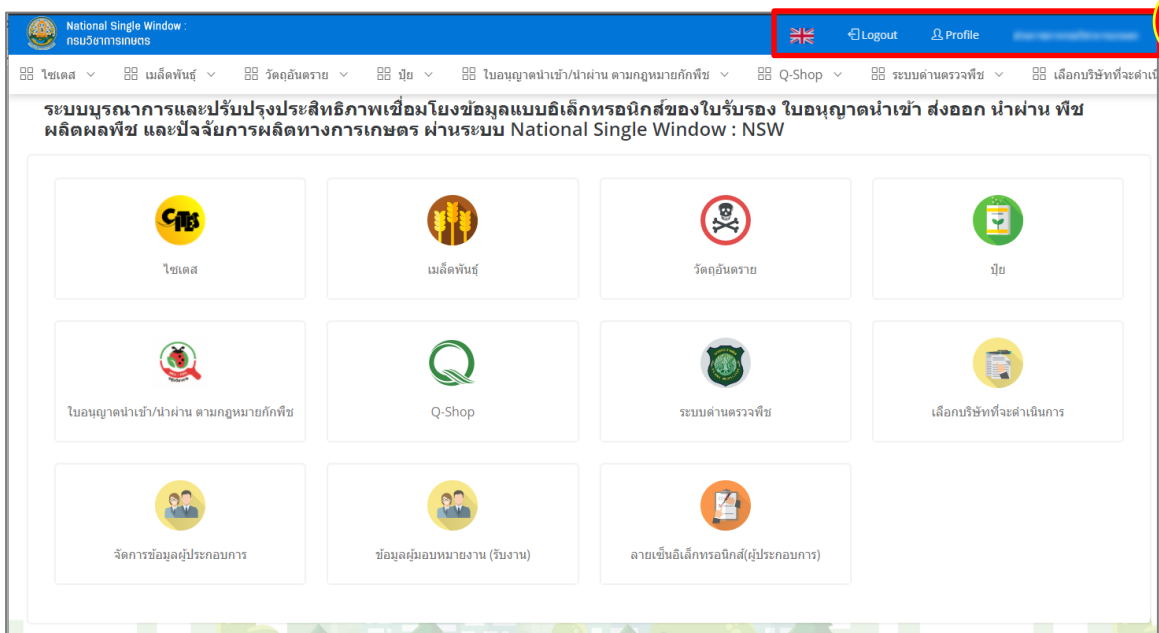 National Single Window :
กรมวิชาการเกษตร
Logout
Profile
ไซเตส
เมล็ดพันธุ์
วัตถุอันตราย
ปุ๋ย
ใบอนุญาตนำเข้า/นำผ่าน ตามกฎหมายกักพืช
Q-Shop
ระบบด่านตรวจพืช
เลือกบริษัทที่จะดำเนิ
ระบบบูรณาการและปรับปรุงประสิทธิภาพเชื่อมโยงข้อมูลแบบอิเล็กทรอนิกส์ของใบรับรอง ใบอนุญาตนำเข้า ส่งออก นำผ่าน พืช
ผลิตผลพืช และปัจจัยการผลิตทางการเกษตร ผ่านระบบ National Single Window : NSW
CITES
ไซเตส
เมล็ดพันธุ์
วัตถุอันตราย
ปุ๋ย
ใบอนุญาตนำเข้า/นำผ่าน ตามกฎหมายกักพืช
Q-Shop
ระบบด่านตรวจพืช
เลือกบริษัทที่จะดำเนินการ
จัดการข้อมูลผู้ประกอบการ
ข้อมูลผู้มอบหมายงาน (รับงาน)
ลายเซ็นอิเล็กทรอนิกส์(ผู้ประกอบการ)